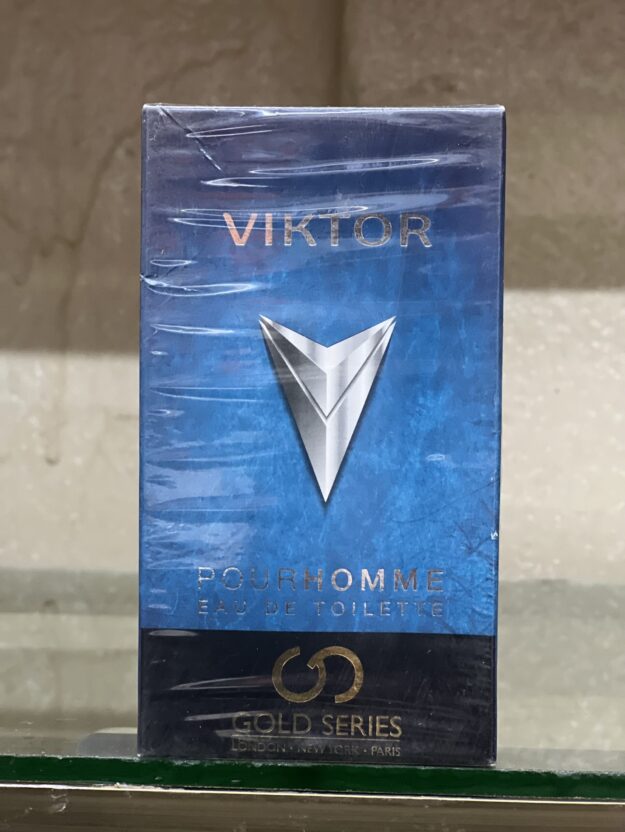 VIKTOR
POURHOMME
EAU DE TOILETTE
GOLD SERIES
LONDON · NEW YORK · PARIS